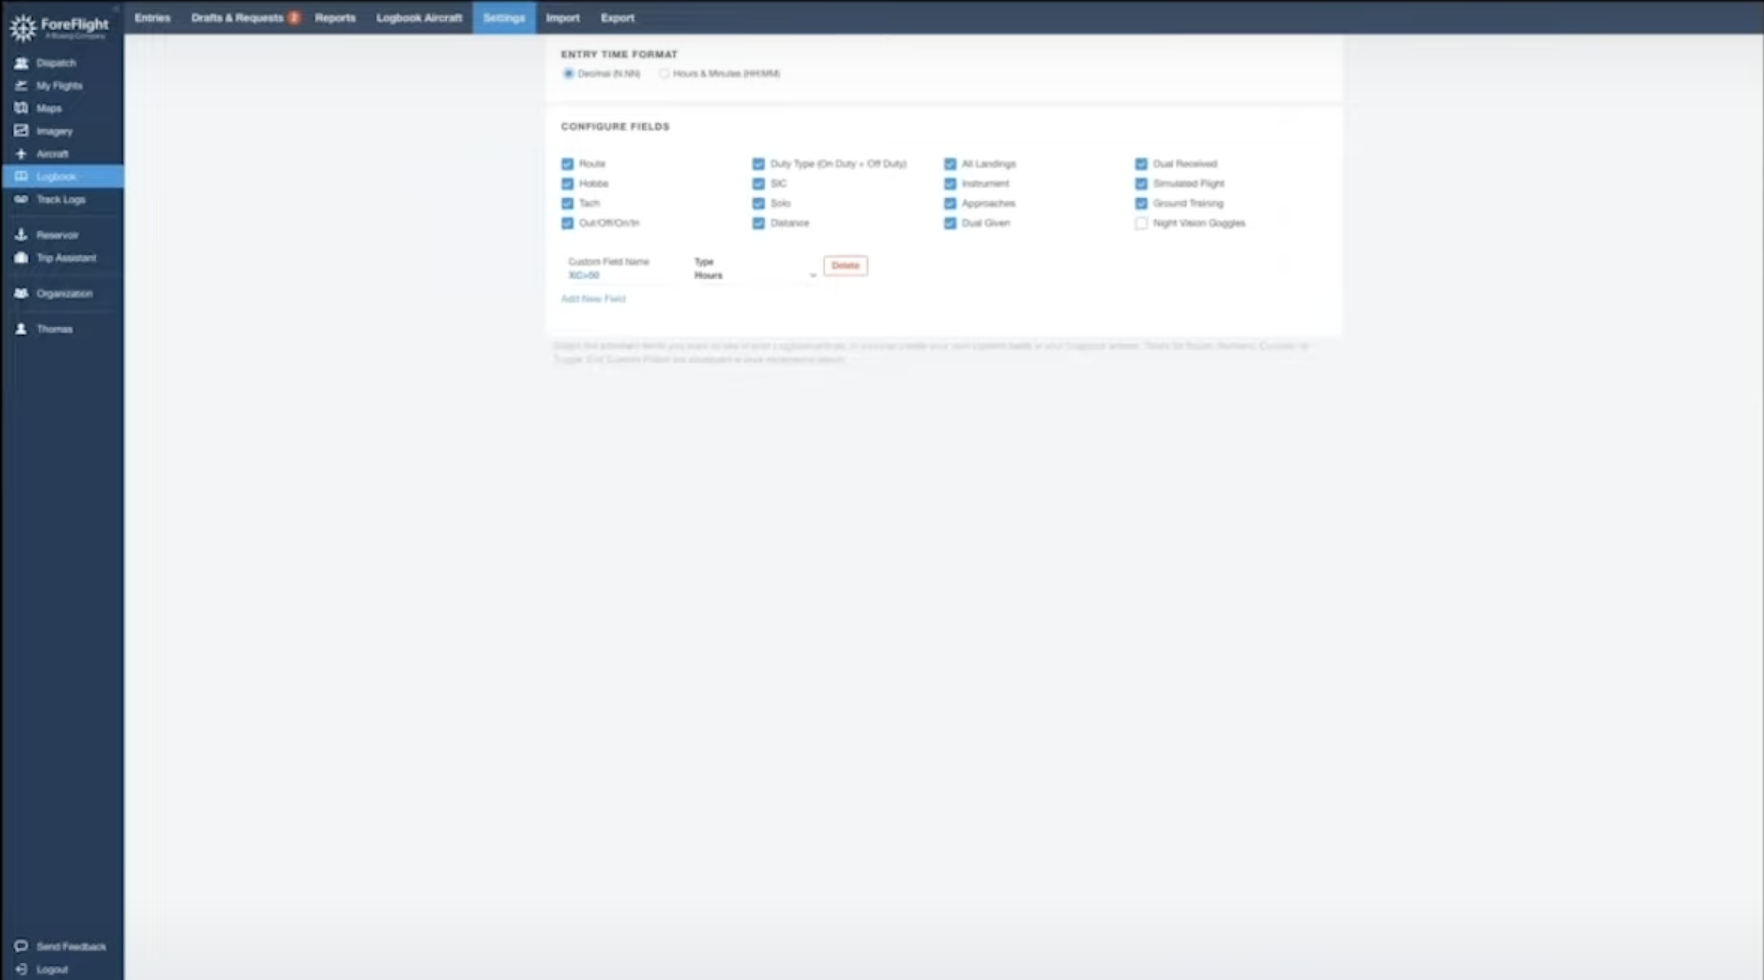 ForeFlight
A Boeing Company
Entries Drafts & Requests 2 Reports Logbook Aircraft Settings Import Export
Dispatch
My Flights
Maps
Imagery
Aircraft
Logbook
Track Logs
Reservoir
Trip Assistant
Organization
Thomas
Send Feedback
Logout
ENTRY TIME FORMAT
Decimal (N.NN) Hours & Minutes (HH:MM)
CONFIGURE FIELDS
Route Duty Type (On Duty + Off Duty) All Landings Dual Received
Hobbs SIC Instrument Simulated Flight
Tach Solo Approaches Ground Training
Out/Off/On/In Distance Dual Given Night Vision Goggles
Custom Field Name Type Delete
XC>50 Hours
Add New Field